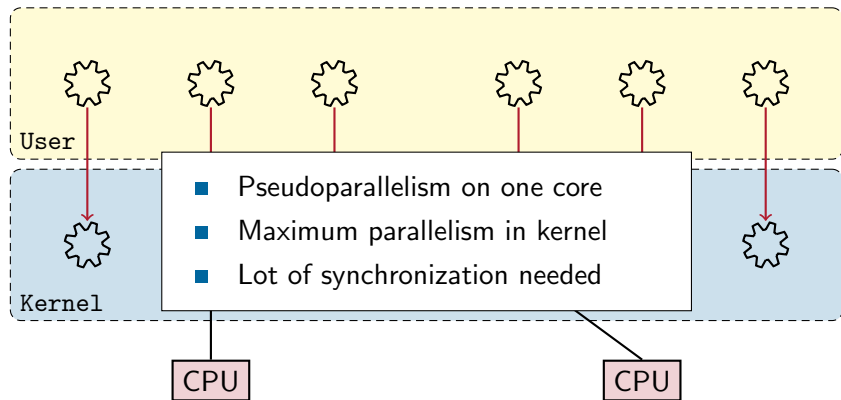 User
Pseudoparallelism on one core
Maximum parallelism in kernel
Lot of synchronization needed
Kernel
CPU
CPU